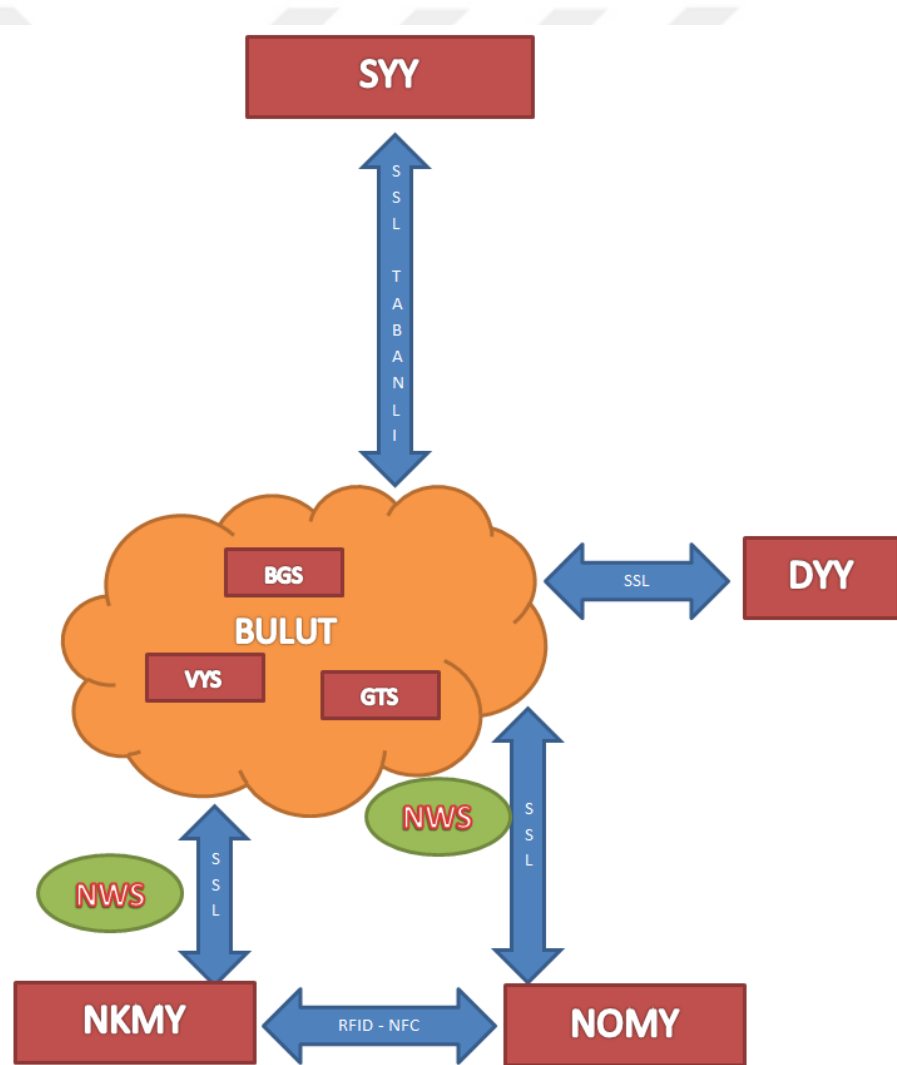 SYY
SSL TABANLI
BGS
SSL
DYY
BULUT
VYS
GTS
NWS
SSL
NWS
SSL
NKMY
RFID - NFC
NOMY